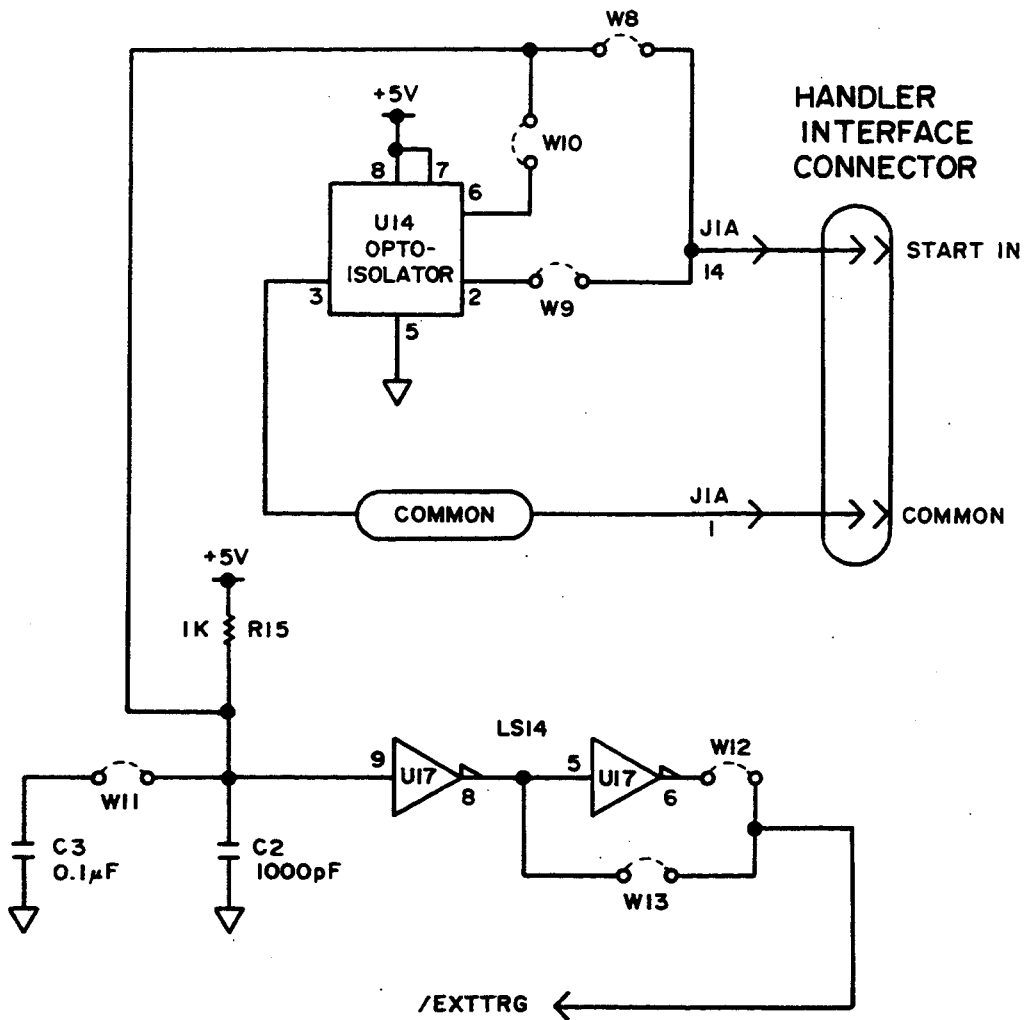 W8
HANDLER
INTERFACE
CONNECTOR
+5V
W10
8
7
6
U14
OPTO-
ISOLATOR
3
2
5
W9
J1A
14
START IN
COMMON
J1A
1
COMMON
+5V
1K
R15
LS14
W11
9
U17
8
5
U17
6
W12
C3
0.1µF
C2
1000pF
W13
/EXTTRG